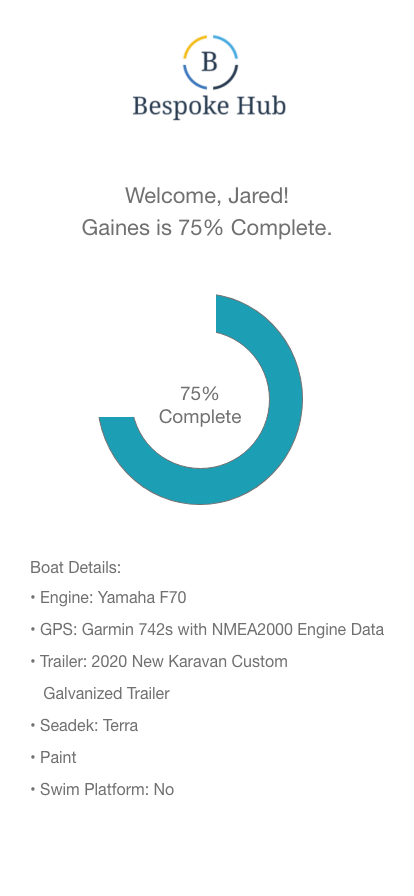 B
Bespoke Hub
Welcome, Jared!
Gaines is 75% Complete.
75%
Complete
Boat Details:
• Engine: Yamaha F70
• GPS: Garmin 742s with NMEA2000 Engine Data
• Trailer: 2020 New Karavan Custom
Galvanized Trailer
• Seadek: Terra
• Paint
• Swim Platform: No